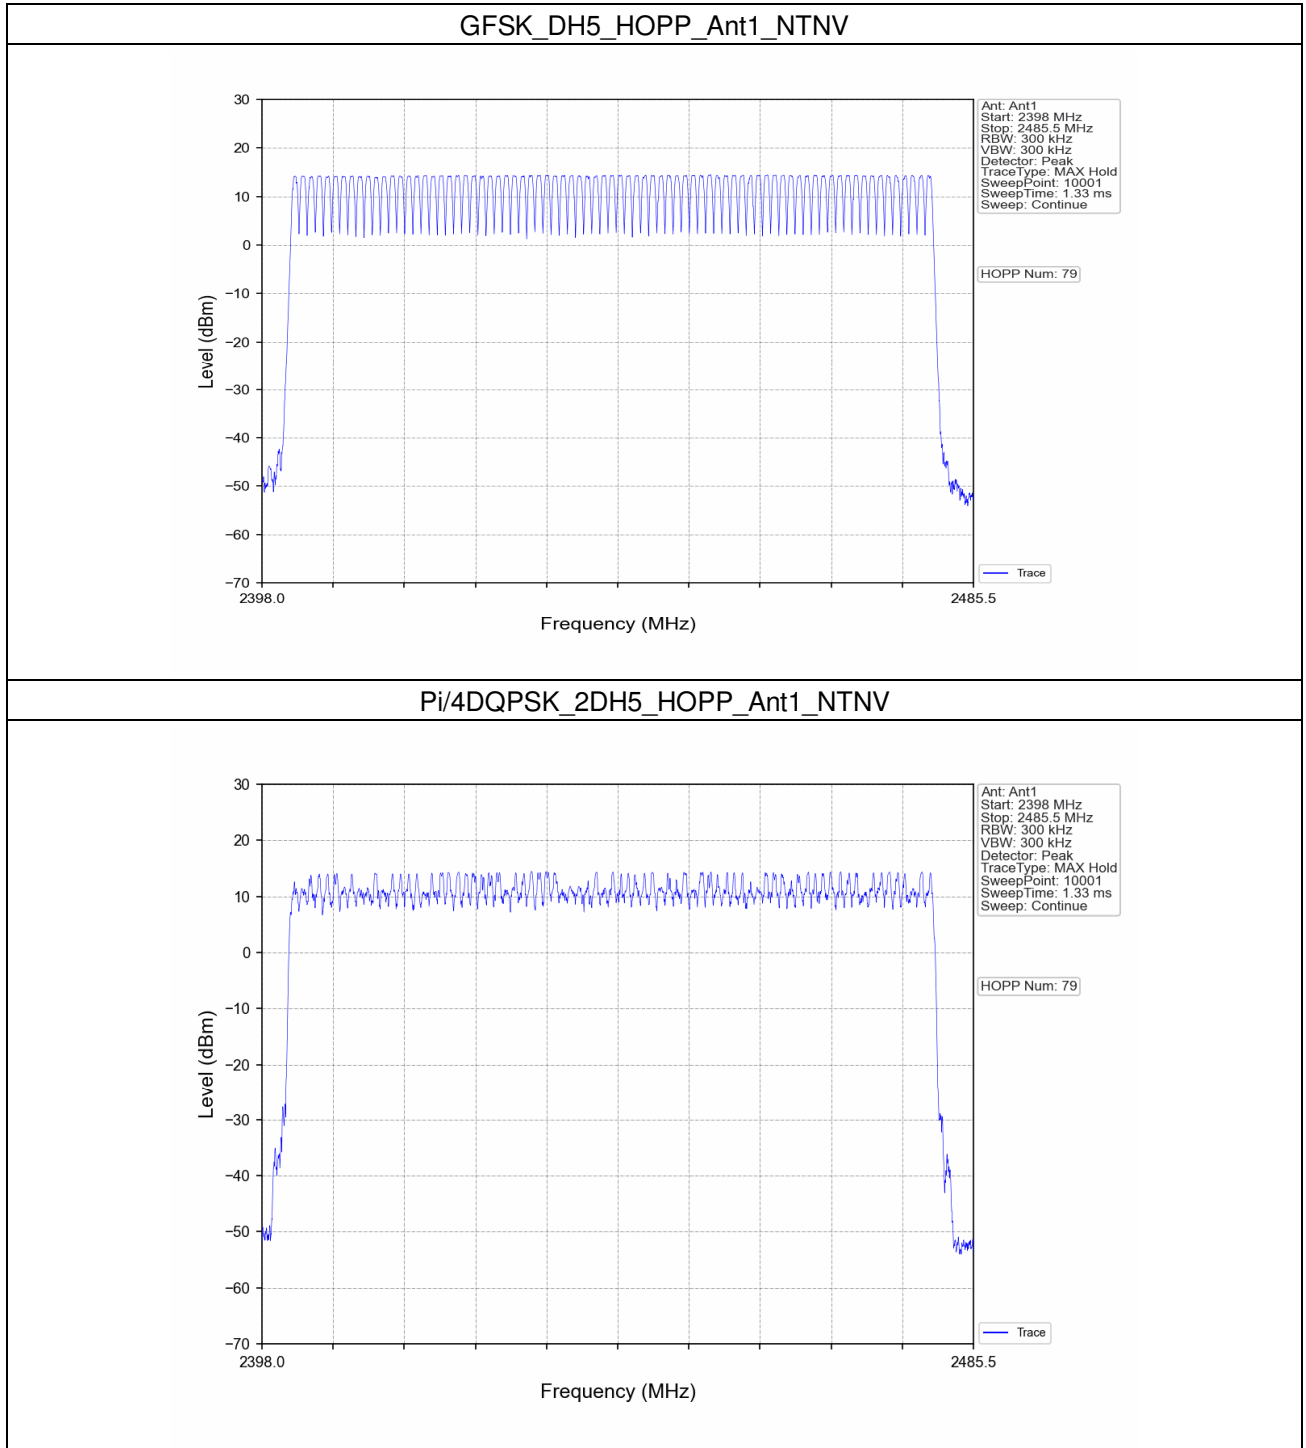 GFSK_DH5_HOPP_Ant1_NTNV
30
20
10
0
−10
−20
−30
−40
−50
−60
−70
Level (dBm)
2398.0
2485.5
Frequency (MHz)
Ant: Ant1
Start: 2398 MHz
Stop: 2485.5 MHz
RBW: 300 kHz
VBW: 300 kHz
Detector: Peak
TraceType: MAX Hold
SweepPoint: 10001
SweepTime: 1.33 ms
Sweep: Continue
HOPP Num: 79
Trace
Pi/4DQPSK_2DH5_HOPP_Ant1_NTNV
30
20
10
0
−10
−20
−30
−40
−50
−60
−70
Level (dBm)
2398.0
2485.5
Frequency (MHz)
Ant: Ant1
Start: 2398 MHz
Stop: 2485.5 MHz
RBW: 300 kHz
VBW: 300 kHz
Detector: Peak
TraceType: MAX Hold
SweepPoint: 10001
SweepTime: 1.33 ms
Sweep: Continue
HOPP Num: 79
Trace